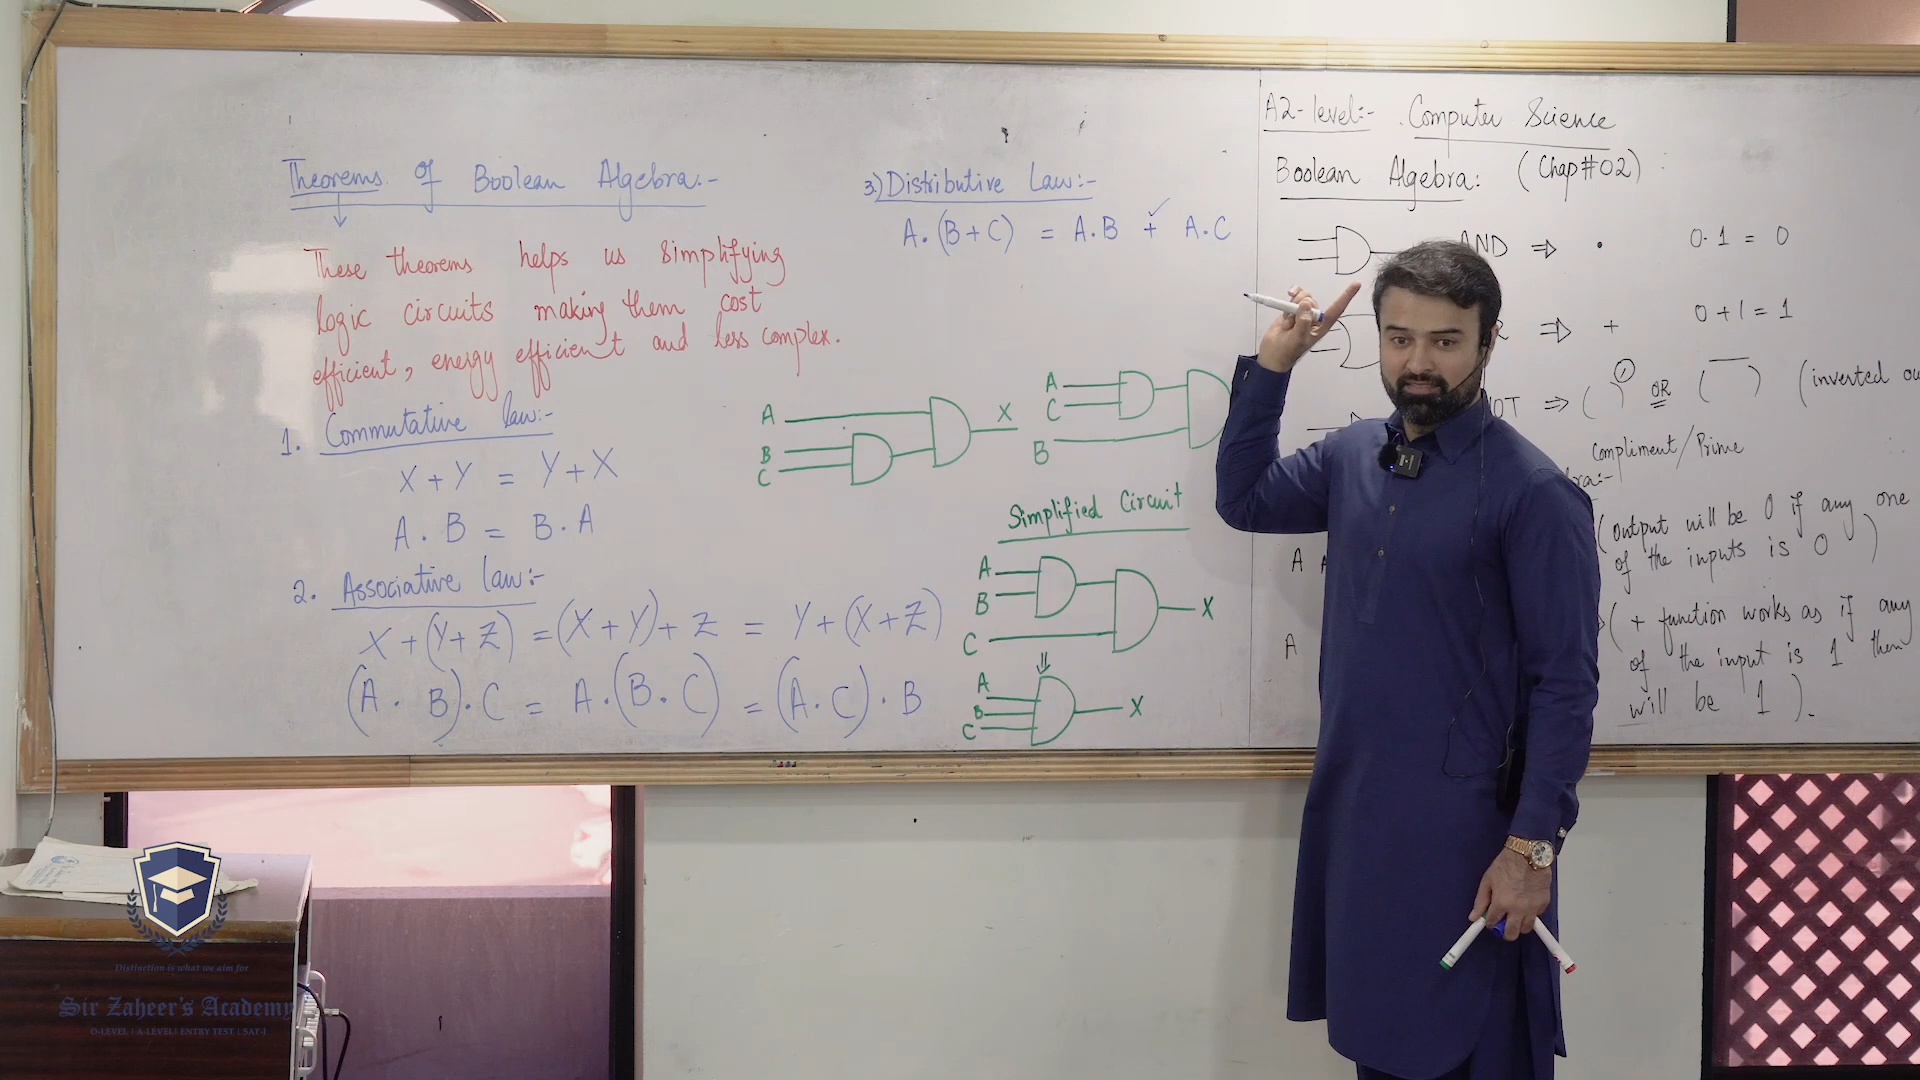 Theorems of Boolean Algebra:-
These theorems helps us simplifying
logic circuits making them cost
efficient, energy efficient and less complex.
1. Commutative law:-
X + Y = Y + X
A . B = B . A
2. Associative law:-
X + (Y + Z) = (X + Y) + Z = Y + (X + Z)
(A . B) . C = A . (B . C) = (A . C) . B
3.) Distributive Law:-
A . (B + C) = A . B + A . C
A
B
C
X
A
C
B
Simplified Circuit
A
B
C
X
A
B
C
X
A2-level:- Computer Science
Boolean Algebra: (Chap#02)
AND ⇒ . 0.1 = 0
⇒ + 0+1 = 1
⇒ ( )' OR ( ‾ ) (inverted
Compliment/Prime
(output will be 0 if any one
of the inputs is 0 )
A
(+ function works as if any
of the input is 1 then
will be 1 ).
A
Distinction is what we aim for
Sir Zaheer's Academy
O-LEVEL | A-LEVEL | ENTRY TEST | SAT-I